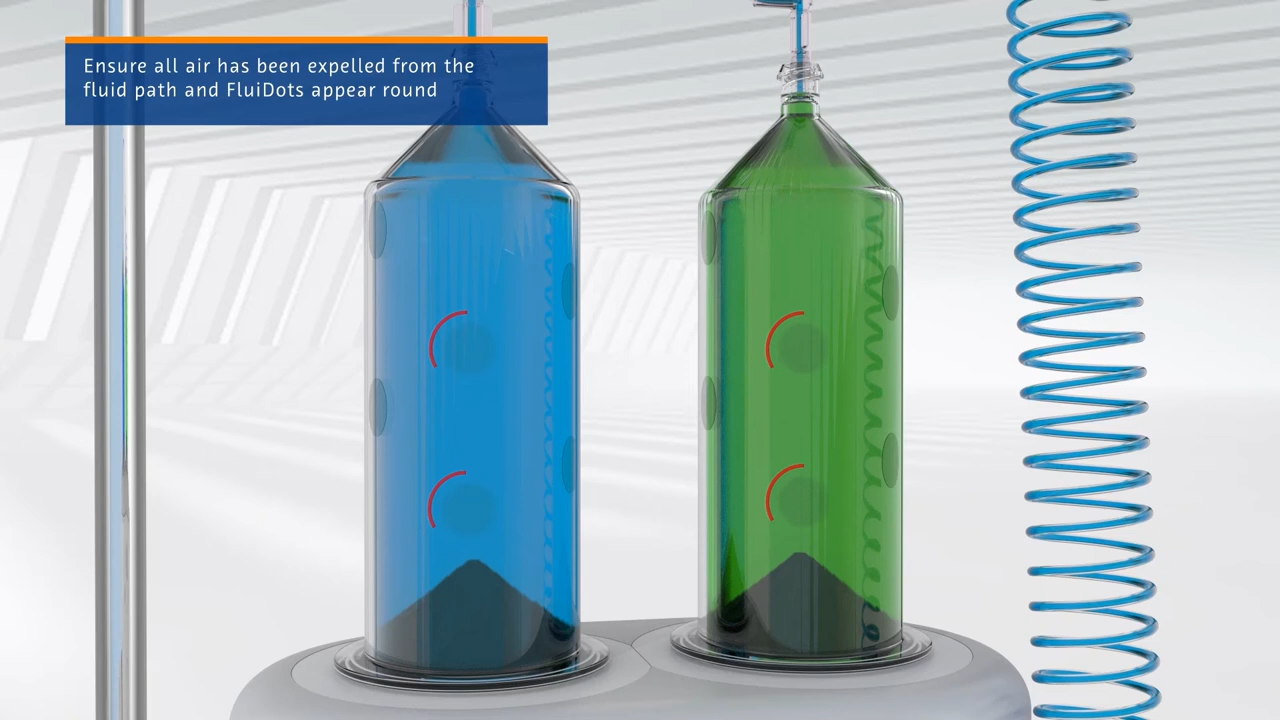 Ensure all air has been expelled from the
fluid path and FluiDots appear round